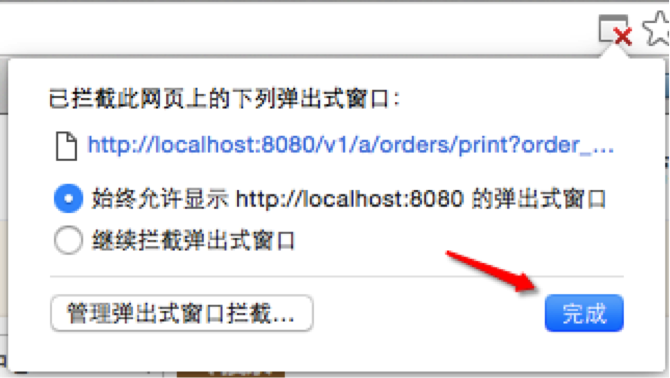 已拦截此网页上的下列弹出式窗口：
http://localhost:8080/v1/a/orders/print?order_...
始终允许显示 http://localhost:8080 的弹出式窗口
继续拦截弹出式窗口
管理弹出式窗口拦截...
完成